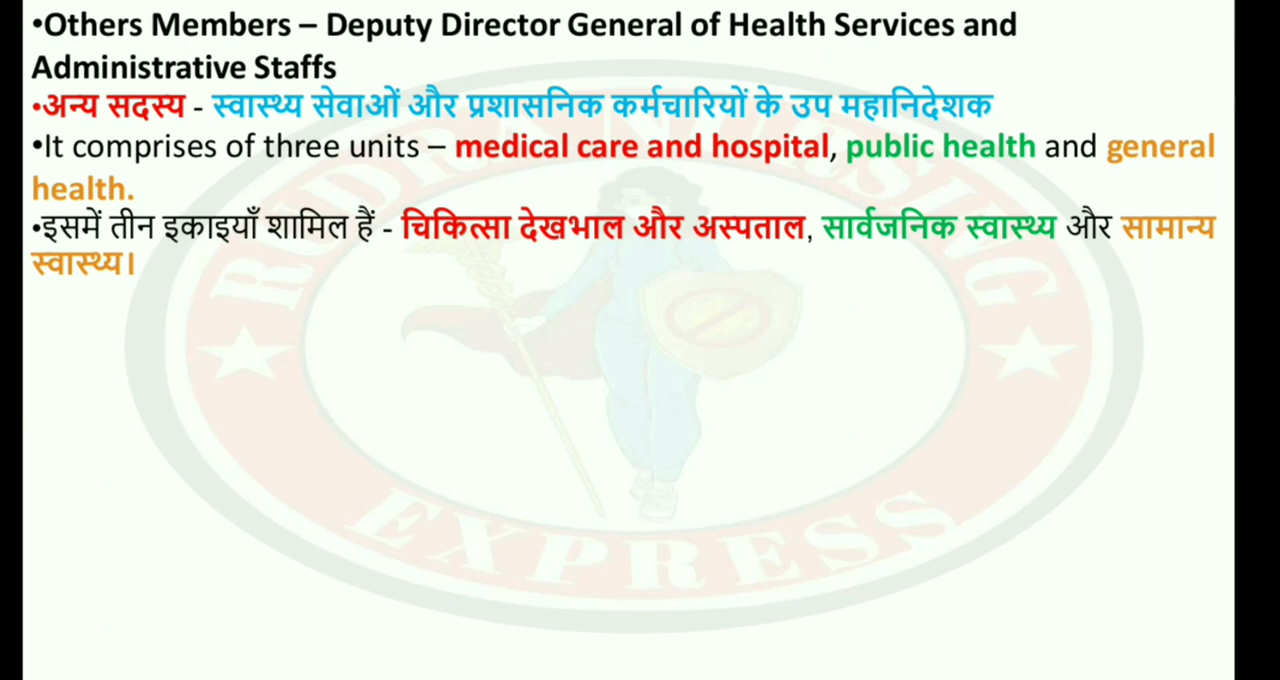 •Others Members – Deputy Director General of Health Services and
Administrative Staffs
•अन्य सदस्य - स्वास्थ्य सेवाओं और प्रशासनिक कर्मचारियों के उप महानिदेशक
•It comprises of three units – medical care and hospital, public health and general
health.
•इसमें तीन इकाइयाँ शामिल हैं - चिकित्सा देखभाल और अस्पताल, सार्वजनिक स्वास्थ्य और सामान्य
स्वास्थ्य।
EXPRESS